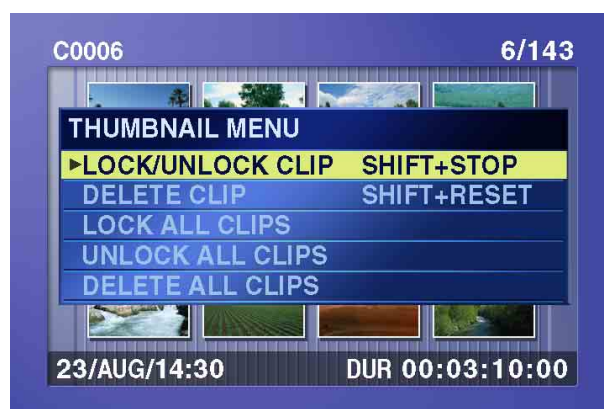 C0006 6/143
THUMBNAIL MENU
▶LOCK/UNLOCK CLIP SHIFT+STOP
DELETE CLIP SHIFT+RESET
LOCK ALL CLIPS
UNLOCK ALL CLIPS
DELETE ALL CLIPS
23/AUG/14:30 DUR 00:03:10:00